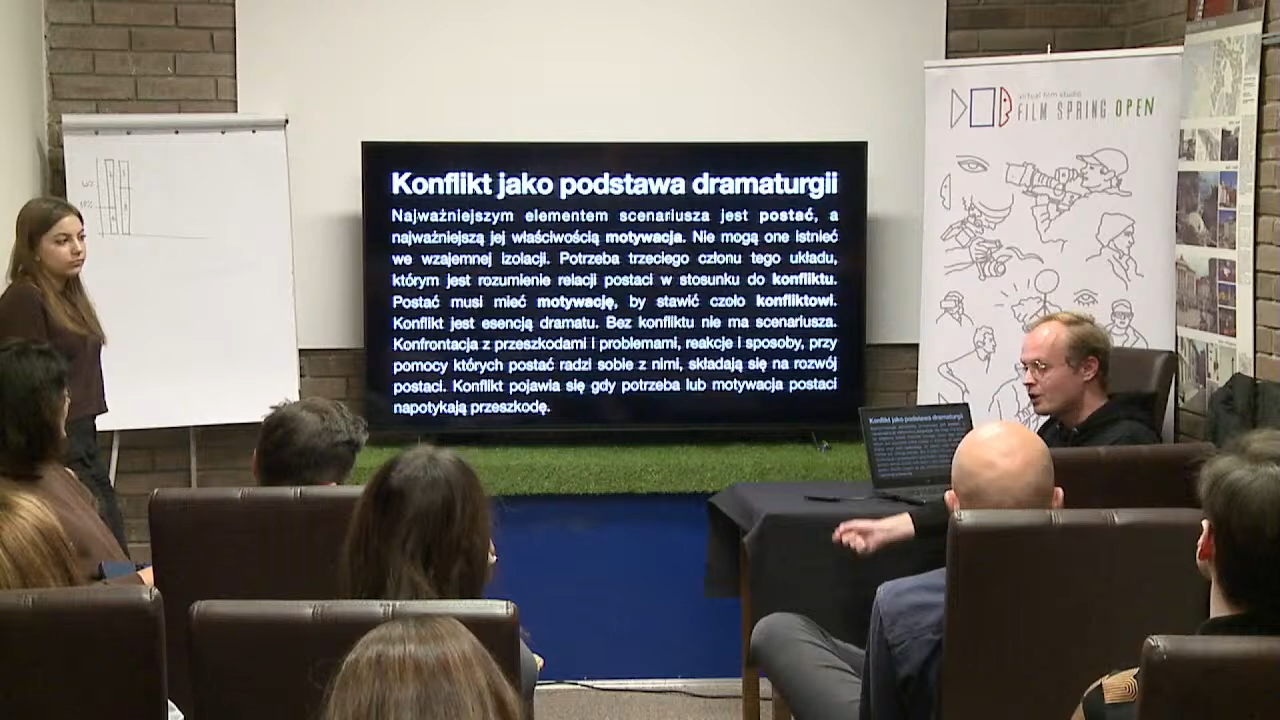 Konflikt jako podstawa dramaturgii
Najważniejszym elementem scenariusza jest postać, a
najważniejszą jej właściwością motywacja. Nie mogą one istnieć
we wzajemnej izolacji. Potrzeba trzeciego członu tego układu,
którym jest rozumienie relacji postaci w stosunku do konfliktu.
Postać musi mieć motywację, by stawić czoło konfliktowi.
Konflikt jest esencją dramatu. Bez konfliktu nie ma scenariusza.
Konfrontacja z przeszkodami i problemami, reakcje i sposoby, przy
pomocy których postać radzi sobie z nimi, składają się na rozwój
postaci. Konflikt pojawia się gdy potrzeba lub motywacja postaci
napotykają przeszkodę.
virtual film studio
FILM SPRING OPEN
Konflikt jako podstawa dramaturgii